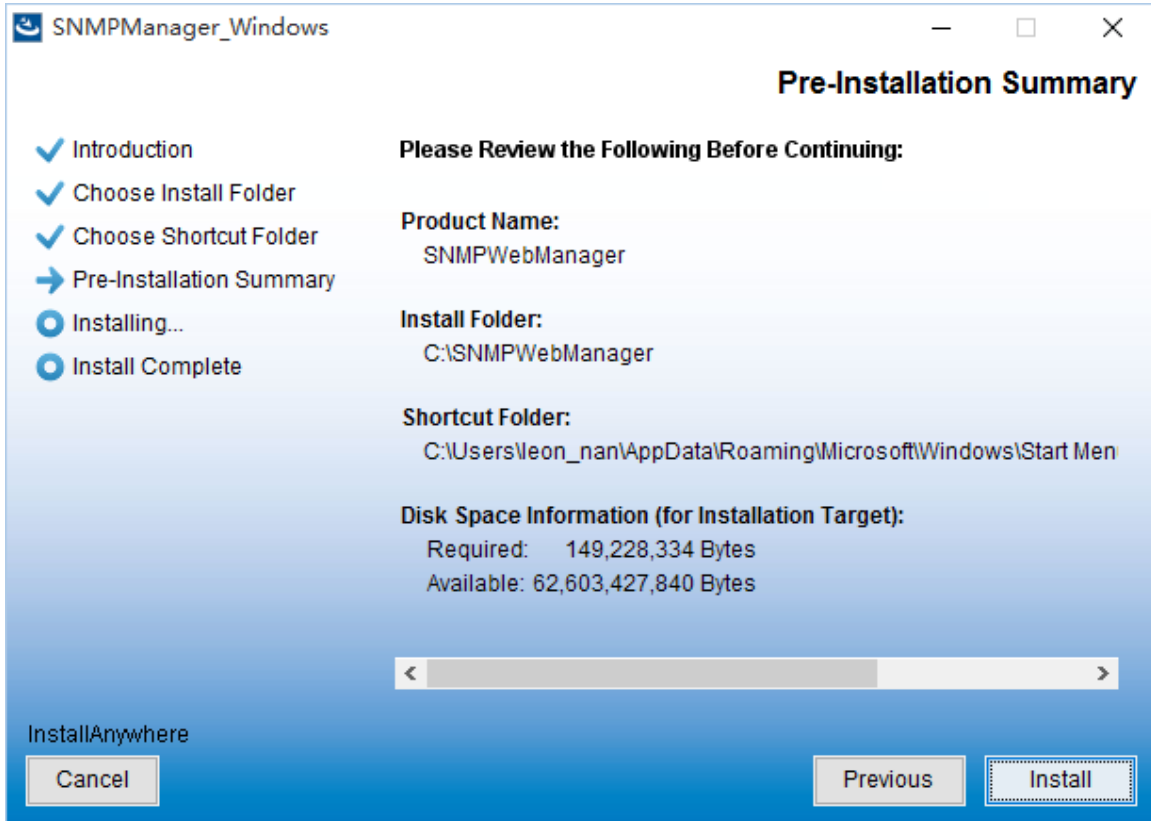 SNMPManager_Windows
Pre-Installation Summary
Introduction
Choose Install Folder
Choose Shortcut Folder
Pre-Installation Summary
Installing...
Install Complete
Please Review the Following Before Continuing:
Product Name:
SNMPWebManager
Install Folder:
C:\SNMPWebManager
Shortcut Folder:
C:\Users\leon_nan\AppData\Roaming\Microsoft\Windows\Start Men
Disk Space Information (for Installation Target):
Required: 149,228,334 Bytes
Available: 62,603,427,840 Bytes
InstallAnywhere
Cancel
Previous
Install